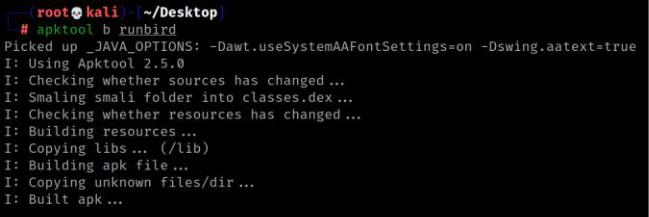 (root💀kali)-[~/Desktop]
# apktool b runbird
Picked up _JAVA_OPTIONS: -Dawt.useSystemAAFontSettings=on -Dswing.aatext=true
I: Using Apktool 2.5.0
I: Checking whether sources has changed...
I: Smaling smali folder into classes.dex...
I: Checking whether resources has changed...
I: Building resources...
I: Copying libs... (/lib)
I: Building apk file...
I: Copying unknown files/dir...
I: Built apk...